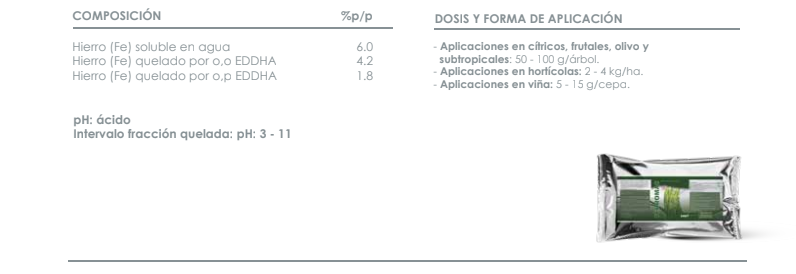 COMPOSICIÓN %p/p
Hierro (Fe) soluble en agua 6.0
Hierro (Fe) quelado por o,o EDDHA 4.2
Hierro (Fe) quelado por o,p EDDHA 1.8
pH: ácido
Intervalo fracción quelada: pH: 3 - 11
DOSIS Y FORMA DE APLICACIÓN
- Aplicaciones en cítricos, frutales, olivo y
subtropicales: 50 - 100 g/árbol.
- Aplicaciones en hortícolas: 2 - 4 kg/ha.
- Aplicaciones en viña: 5 - 15 g/cepa.